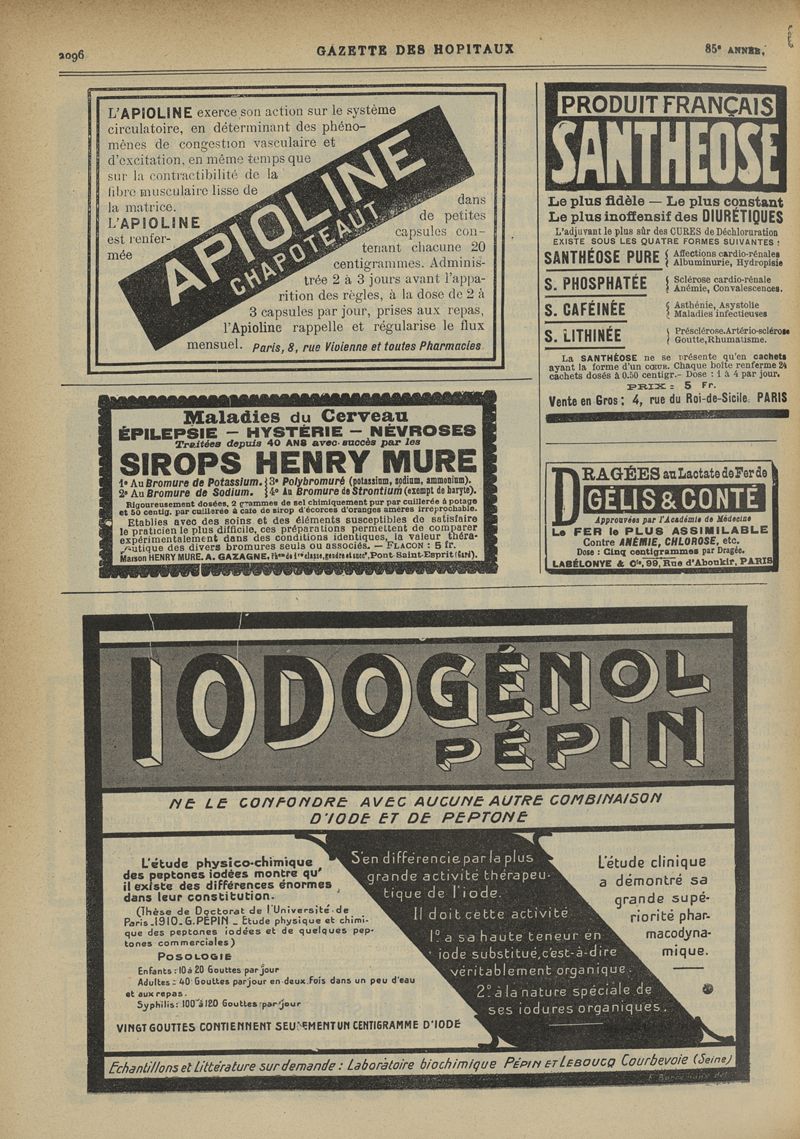 2096
GAZETTE DES HOPITAUX
85e ANNÉE.
L'APIOLINE exerce son action sur le système
circulatoire, en déterminant des phéno-
mènes de congestion vasculaire et
d'excitation, en même temps que
sur la contractibilité de la
fibre musculaire lisse de
la matrice.
L'APIOLINE
est renfer-
mée
APIOLINE
CHAPOTEAUT
dans
de petites
capsules con-
tenant chacune 20
centigrammes. Adminis-
trée 2 à 3 jours avant l'appa-
rition des règles, à la dose de 2 à
3 capsules par jour, prises aux repas,
l'Apioline rappelle et régularise le flux
mensuel. Paris, 8, rue Vivienne et toutes Pharmacies
PRODUIT FRANÇAIS
SANTHEOSE
Le plus fidèle — Le plus constant
Le plus inoffensif des DIURÉTIQUES
L'adjuvant le plus sûr des CURES de Déchloruration
EXISTE SOUS LES QUATRE FORMES SUIVANTES :
SANTHÉOSE PURE { Affections cardio-rénales
Albuminurie, Hydropisie
S. PHOSPHATÉE { Sclérose cardio-rénale
Anémie, Convalescences.
S. CAFÉINÉE { Asthénie, Asystolie
Maladies infectieuses
S. LITHINÉE { Présclérose. Artério-sclérose
Goutte, Rhumatisme.
La SANTHÉOSE ne se présente qu'en cachets
ayant la forme d'un cœur. Chaque boîte renferme 24
cachets dosés à 0.50 centigr. - Dose : 1 à 4 par jour.
PRIX : 5 Fr.
Vente en Gros : 4, rue du Roi-de-Sicile. PARIS
Maladies du Cerveau
ÉPILEPSIE — HYSTÉRIE — NÉVROSES
Traitées depuis 40 ANS avec succès par les
SIROPS HENRY MURE
1º Au Bromure de Potassium. } 3º Polybromuré (potassium, sodium, ammonium).
2º Au Bromure de Sodium. } 4º Au Bromure de Strontium (exempt de baryte).
Rigoureusement dosées, 2 grammes de sel chimiquement pur par cuillerée à potage
et 50 centig. par cuillerée à café de sirop d'écorces d'oranges amères irréprochable.
Etablies avec des soins et des éléments susceptibles de satisfaire
le praticien le plus difficile, ces préparations permettent de comparer
expérimentalement dans des conditions identiques, la valeur théra-
peutique des divers bromures seuls ou associés. — FLACON : 5 fr.
Maison HENRY MURE. A. GAZAGNE, Phen de 1re classe, gendre et succr, Pont-Saint-Esprit (Gard).
DRAGÉES au Lactate de Fer de
GÉLIS & CONTÉ
Approuvées par l'Académie de Médecine
Le FER le PLUS ASSIMILABLE
Contre ANÉMIE, CHLOROSE, etc.
Dose : Cinq centigrammes par Dragée.
LABÉLONYE & Cie, 99, Rue d'Aboukir, PARIS
IODOGÉNOL
PÉPIN
NE LE CONFONDRE AVEC AUCUNE AUTRE COMBINAISON
D'IODE ET DE PEPTONE
L'étude physico-chimique
des peptones iodées montre qu'
il existe des différences énormes
dans leur constitution.
(Thèse de Doctorat de l'Université de
Paris_1910_G. PÉPIN_ Etude physique et chimi-
que des peptones iodées et de quelques pep-
tones commerciales)
POSOLOGIE
Enfants : 10 à 20 Gouttes par jour
Adultes : 40 Gouttes par jour en deux fois dans un peu d'eau
et aux repas.
Syphilis : 100 à 120 Gouttes par jour
VINGT GOUTTES CONTIENNENT SEULEMENT UN CENTIGRAMME D'IODE
S'en différencie par la plus
grande activité thérapeu-
tique de l'iode.
Il doit cette activité
1º à sa haute teneur en
iode substitué, c'est-à-dire
véritablement organique.
2º à la nature spéciale de
ses iodures organiques.
L'étude clinique
a démontré sa
grande supé-
riorité phar-
macodyna-
mique.
Echantillons et Littérature sur demande : Laboratoire biochimique PÉPIN ET LEBOUCQ Courbevoie (Seine)